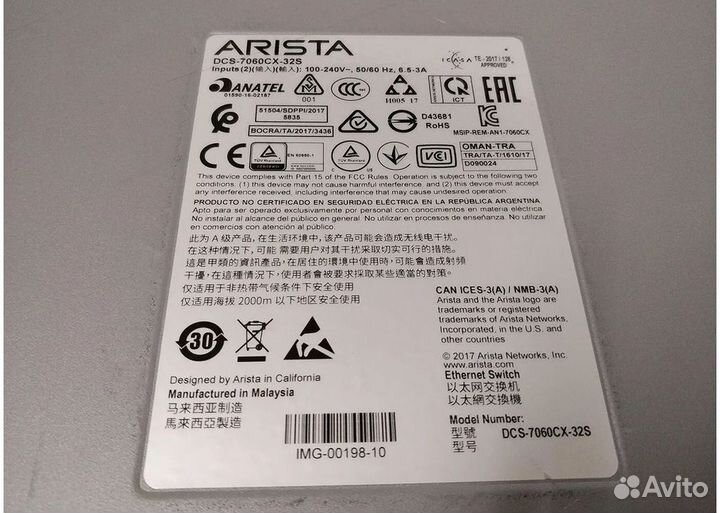 ARISTA
DCS-7060CX-32S
Inputs(2)(输入)(輸入): 100-240V~, 50/60 Hz, 6.5-3A
ICASA TE-2017/126
APPROVED
ANATEL
01590-16-02187
001
CCC
И005 17
ICT
EAC
51504/SDPPI/2017
5835
BOCRA/TA/2017/3436
D43681
RoHS
MSIP-REM-AN1-7060CX
CE
TÜV Rheinland
EN 60950-1
TÜV Rheinland
C US
VCCI
OMAN-TRA
TRA/TA-T/1610/17
D090024
This device complies with Part 15 of the FCC Rules. Operation is subject to the following two
conditions. (1) this device may not cause harmful interference, and (2) this device must accept
any interference received, including interference that may cause undesired operation.
PRODUCTO NO CERTIFICADO EN SEGURIDAD ELÉCTRICA EN LA REPÚBLICA ARGENTINA.
Apto para ser operado exclusivamente por personal con conocimientos en materia eléctrica
No instalar al alcance del público en general. No utilizar en procesos de enseñanza. No utilizar
en comercios con atención al público
此为 A 级产品, 在生活环境中, 该产品可能会造成无线电干扰。
在这种情况下, 可能需要用户对其干扰采取切实可行的措施。
這是甲類的資訊產品, 在居住的環境中使用時, 可能會造成射頻
干擾, 在這種情況下, 使用者會被要求採取某些適當的對策。
仅适用于非热带气候条件下安全使用
仅适用于海拔 2000m 以下地区安全使用
CAN ICES-3(A) / NMB-3(A)
Arista and the Arista logo are
trademarks or registered
trademarks of Arista Networks,
Incorporated, in the U.S. and
other countries
30
© 2017 Arista Networks, Inc.
www.arista.com
Designed by Arista in California
Manufactured in Malaysia
马来西亚制造
馬來西亞製造
Ethernet Switch
以太网交换机
以太網交換機
Model Number:
型號
型号
DCS-7060CX-32S
IMG-00198-10
Avito